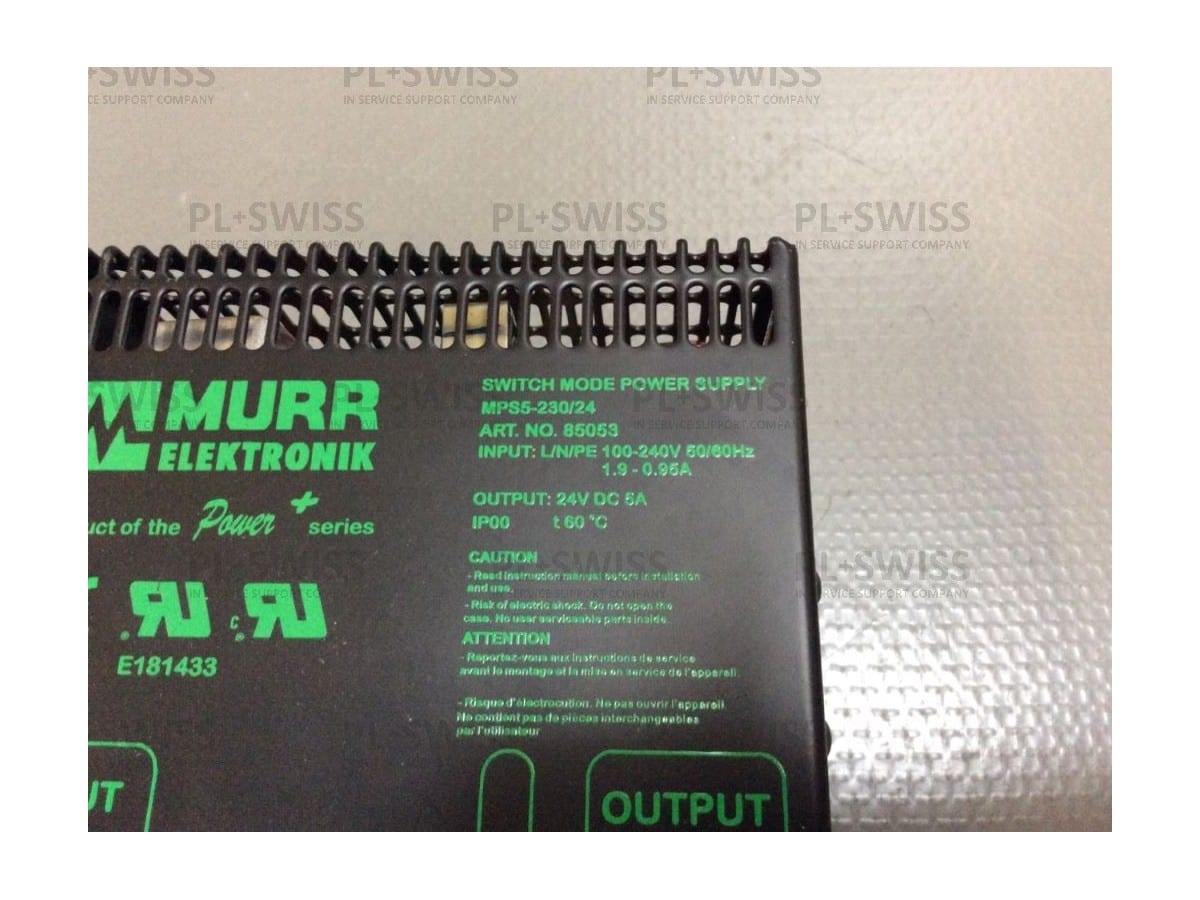 PL+SWISS PL+SWISS PL+SWISS
IN SERVICE SUPPORT COMPANY IN SERVICE SUPPORT COMPANY
PL+SWISS PL+SWISS PL+SWISS
IN SERVICE SUPPORT COMPANY IN SERVICE SUPPORT COMPANY IN SERVICE SUPPORT COMPANY
MURR
ELEKTRONIK
uct of the Power + series
E181433
SWITCH MODE POWER SUPPLY
MPS5-230/24
ART. NO. 85053
INPUT: L/N/PE 100-240V 50/60Hz
1.9 - 0.95A
OUTPUT: 24V DC 5A
IP00 t 60 °C
CAUTION
- Read instruction manual before installation
and use.
- Risk of electric shock. Do not open the
case. No user serviceable parts inside.
ATTENTION
- Reportez-vous aux instructions de service
avant le montage et la mise en service de l'appareil.
- Risque d'électrocution. Ne pas ouvrir l'appareil.
Ne contient pas de pièces interchangeables
par l'utilisateur
UT
OUTPUT